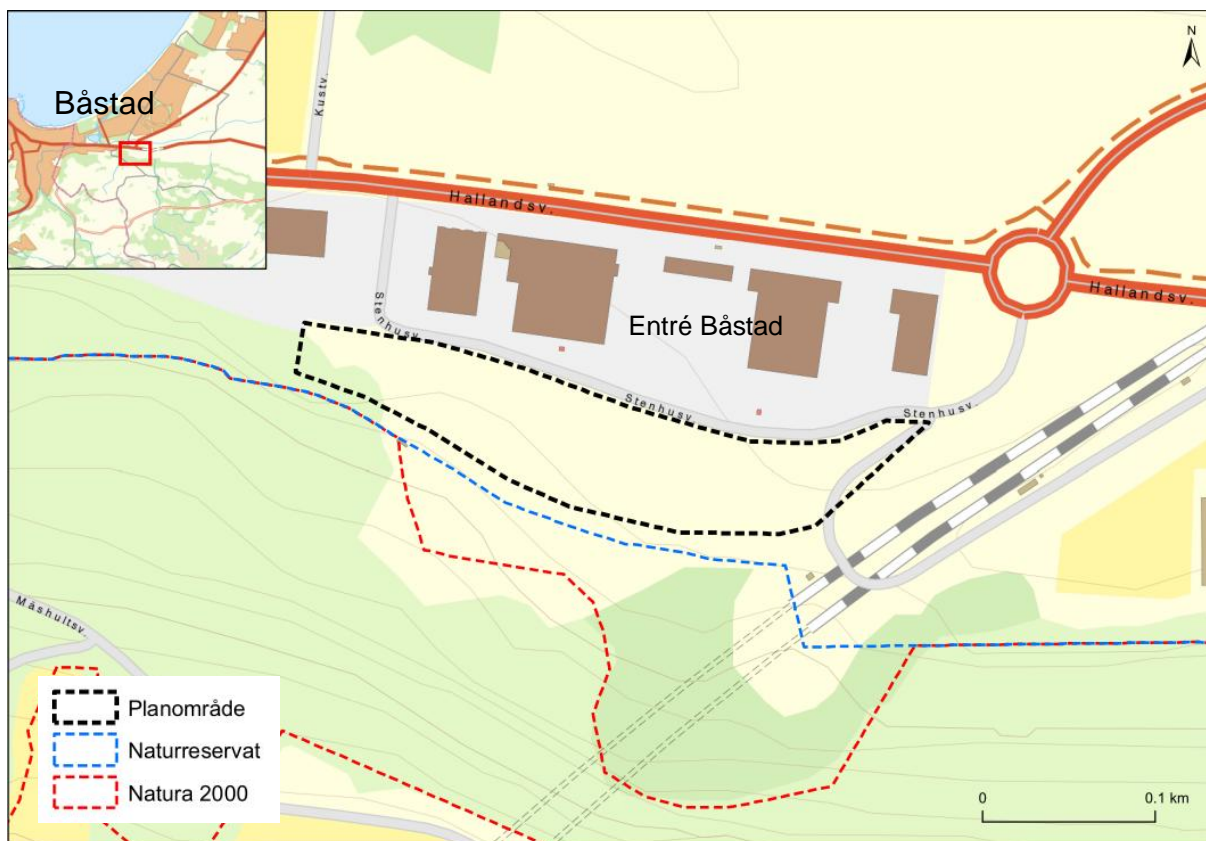 Båstad
N
Kustv.
Hallandsv.
Hallandsv.
Stenhusv.
Entré Båstad
Stenhusv.
Stenhusv.
Måshultsv.
Planområde
Naturreservat
Natura 2000
0 0.1 km